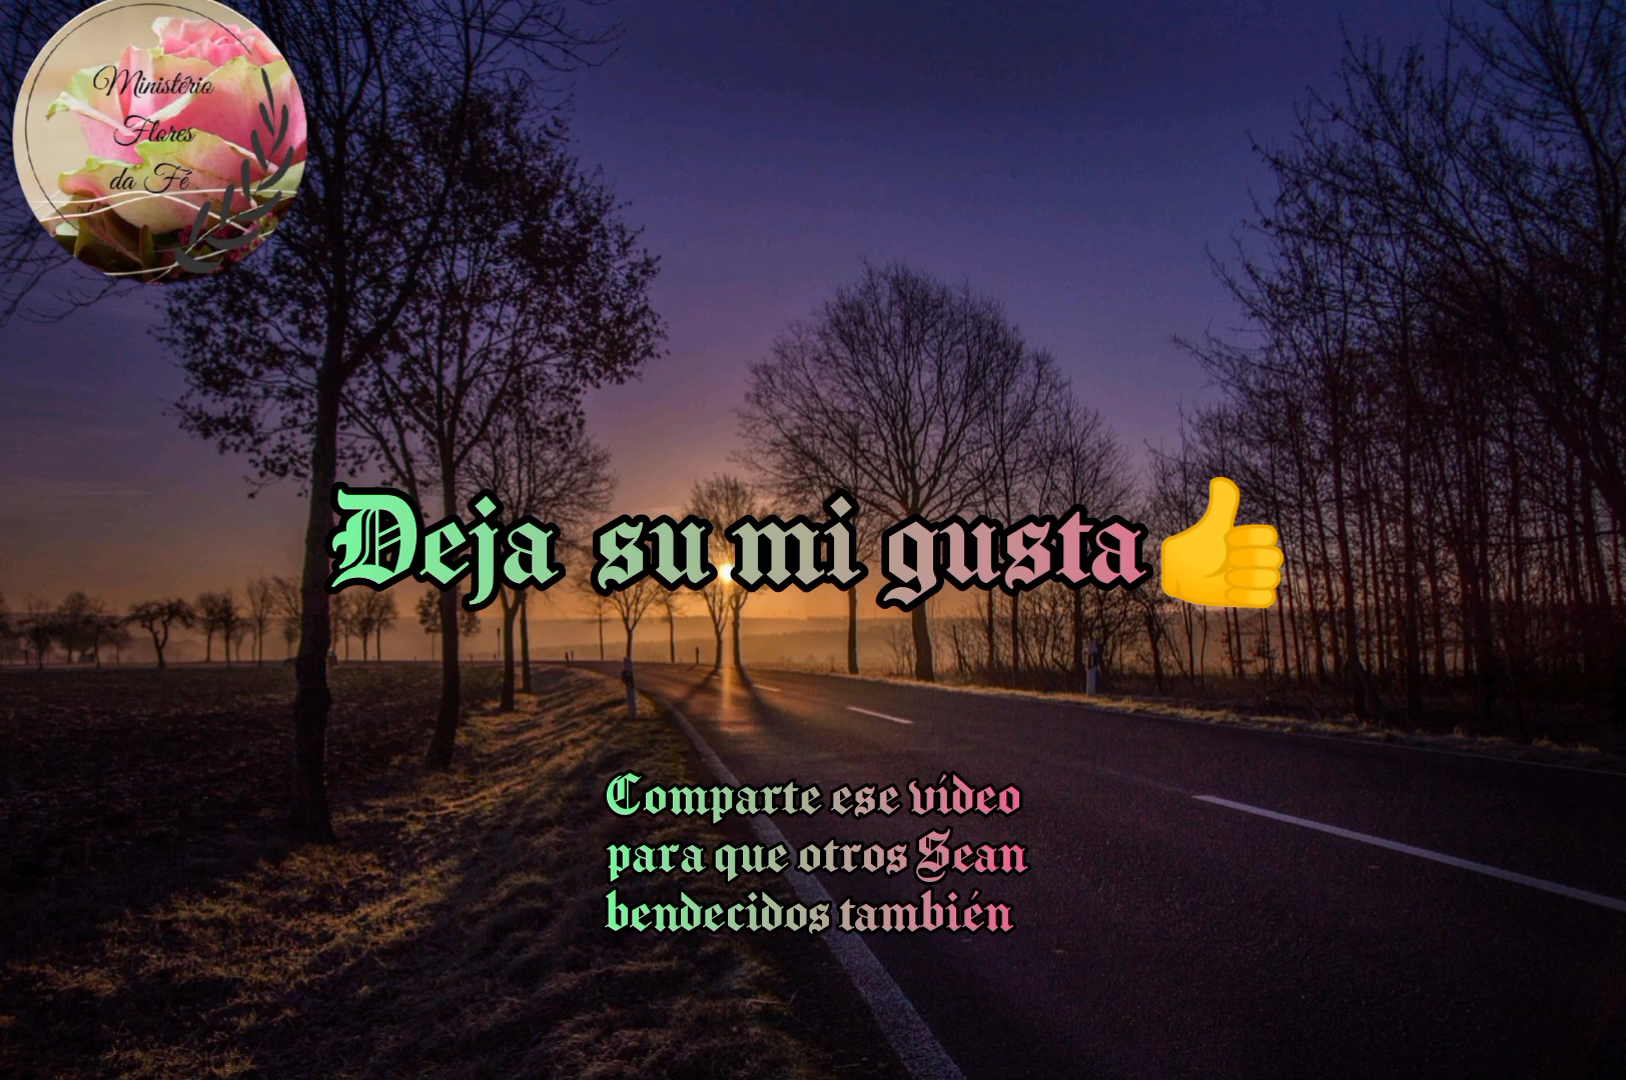 Ministério
Flores
da Fé
Deja su mi gusta👍
Comparte ese vídeo
para que otros Sean
bendecidos también